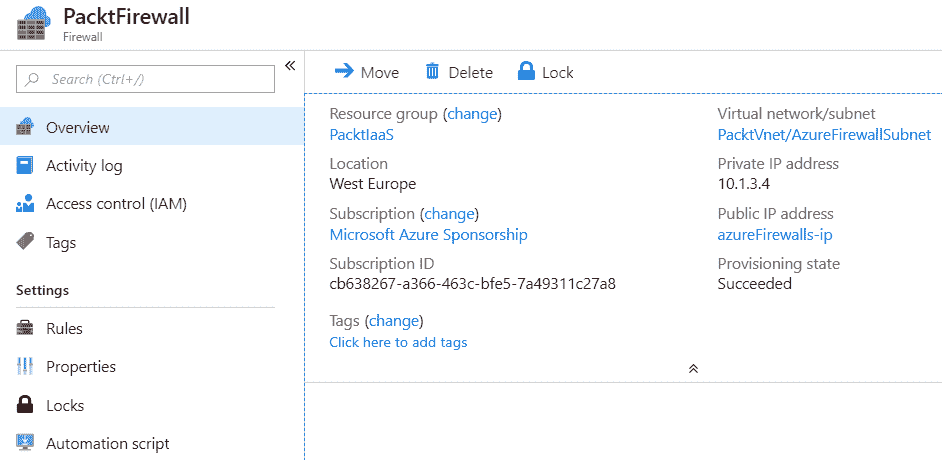 PacktFirewall
Firewall
Search (Ctrl+/)
Overview
Activity log
Access control (IAM)
Tags
Settings
Rules
Properties
Locks
Automation script
Move Delete Lock
Resource group (change)
PacktIaaS
Location
West Europe
Subscription (change)
Microsoft Azure Sponsorship
Subscription ID
cb638267-a366-463c-bfe5-7a49311c27a8
Tags (change)
Click here to add tags
Virtual network/subnet
PacktVnet/AzureFirewallSubnet
Private IP address
10.1.3.4
Public IP address
azureFirewalls-ip
Provisioning state
Succeeded